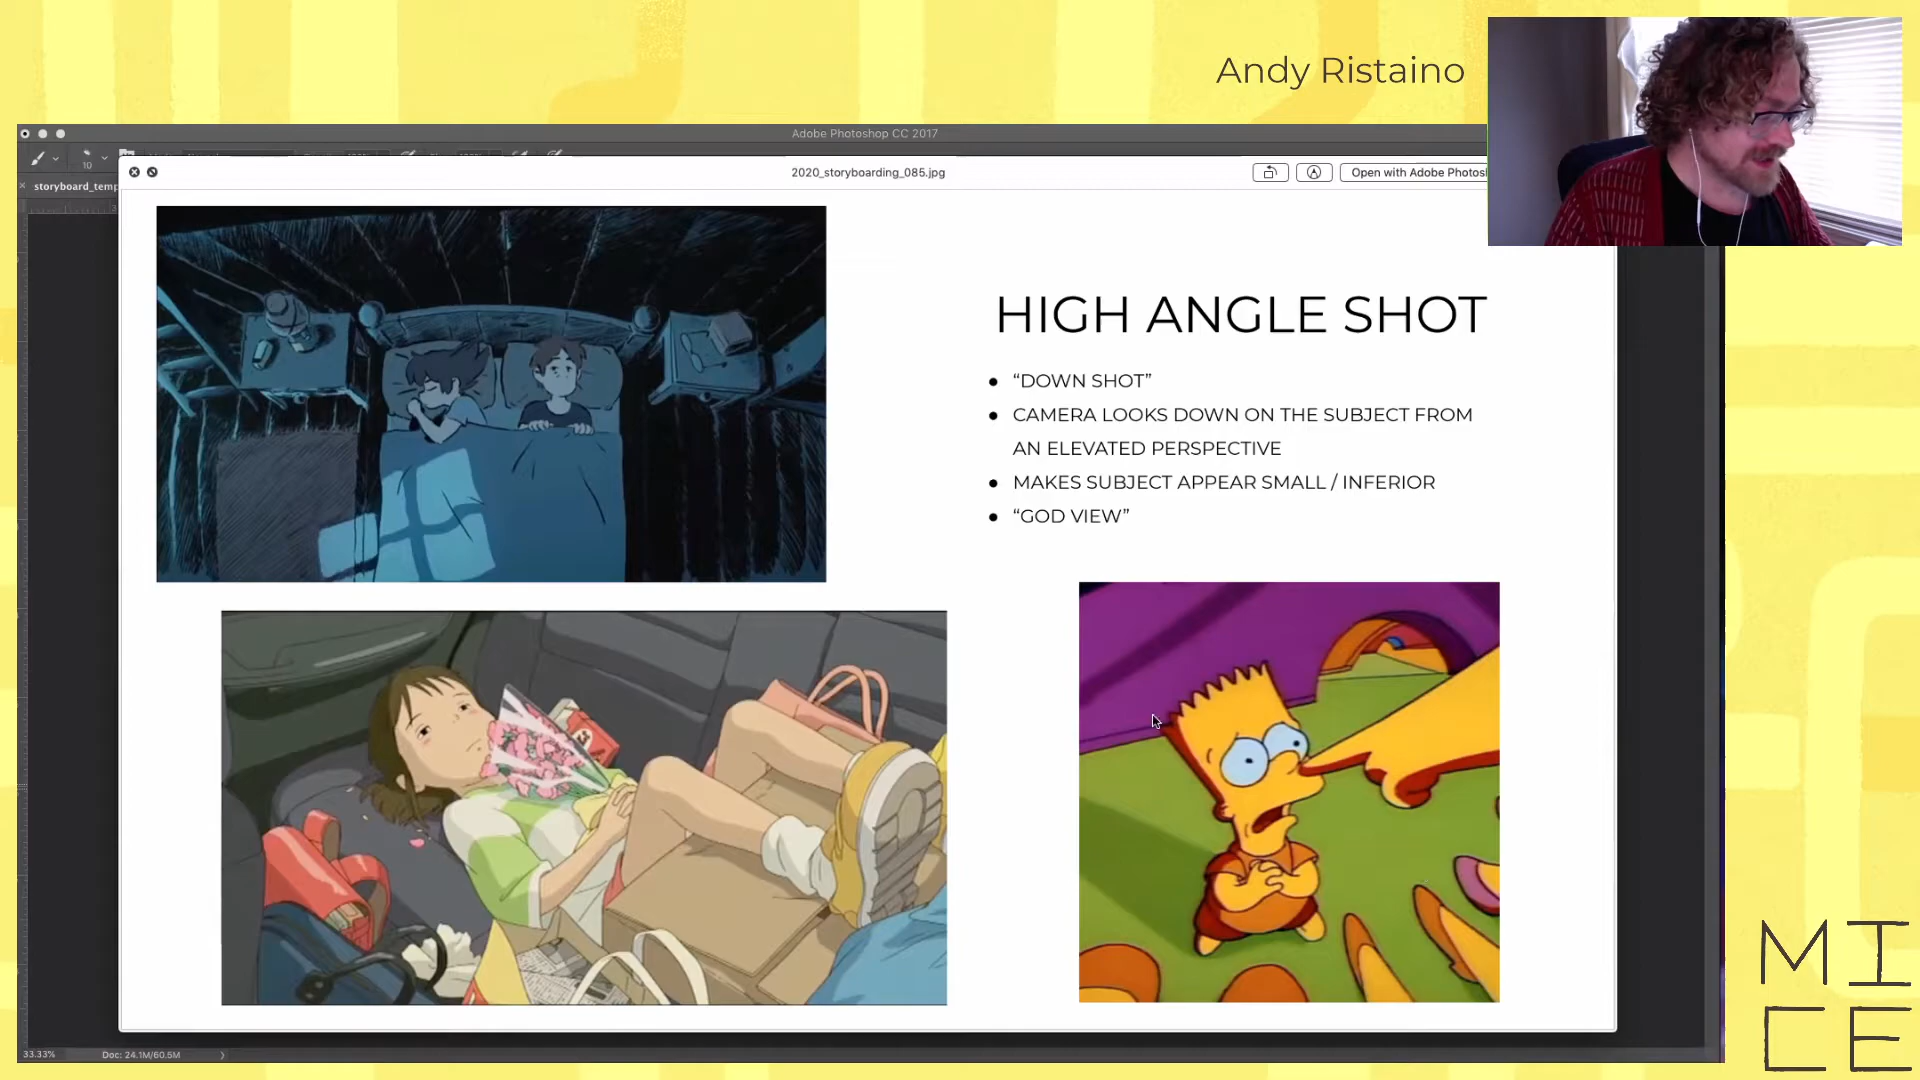 Andy Ristaino
Adobe Photoshop CC 2017
10
storyboard_temp
2020_storyboarding_085.jpg
Open with Adobe Photosh
HIGH ANGLE SHOT
● “DOWN SHOT”
● CAMERA LOOKS DOWN ON THE SUBJECT FROM
AN ELEVATED PERSPECTIVE
● MAKES SUBJECT APPEAR SMALL / INFERIOR
● “GOD VIEW”
33.33%
Doc: 24.1M/60.5M
MI
CE